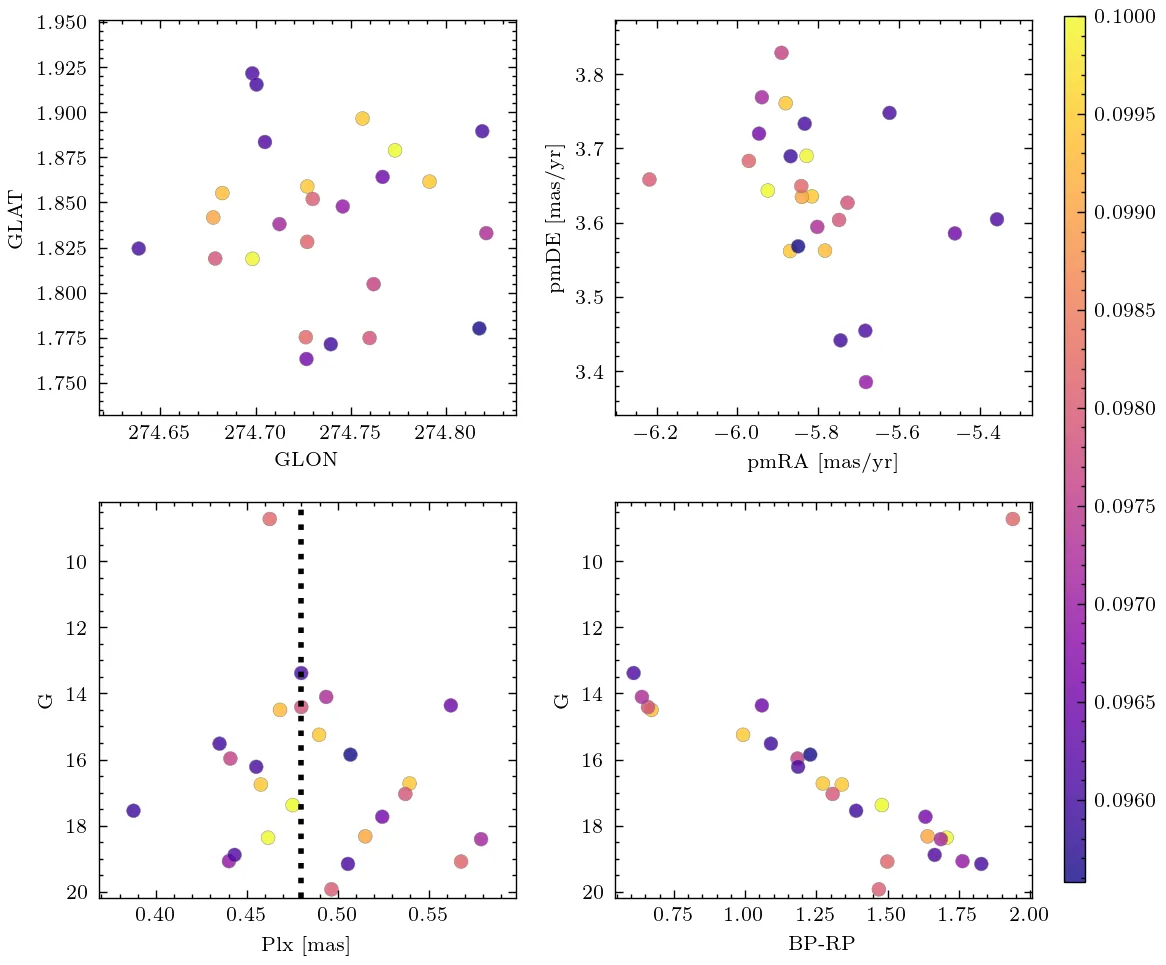 1.950
1.925
1.900
1.875
1.850
1.825
1.800
1.775
1.750
GLAT
274.65 274.70 274.75 274.80
GLON
3.8
3.7
3.6
3.5
3.4
pmDE [mas/yr]
−6.2 −6.0 −5.8 −5.6 −5.4
pmRA [mas/yr]
10
12
14
16
18
20
G
0.40 0.45 0.50 0.55
Plx [mas]
10
12
14
16
18
20
G
0.75 1.00 1.25 1.50 1.75 2.00
BP-RP
0.1000
0.0995
0.0990
0.0985
0.0980
0.0975
0.0970
0.0965
0.0960